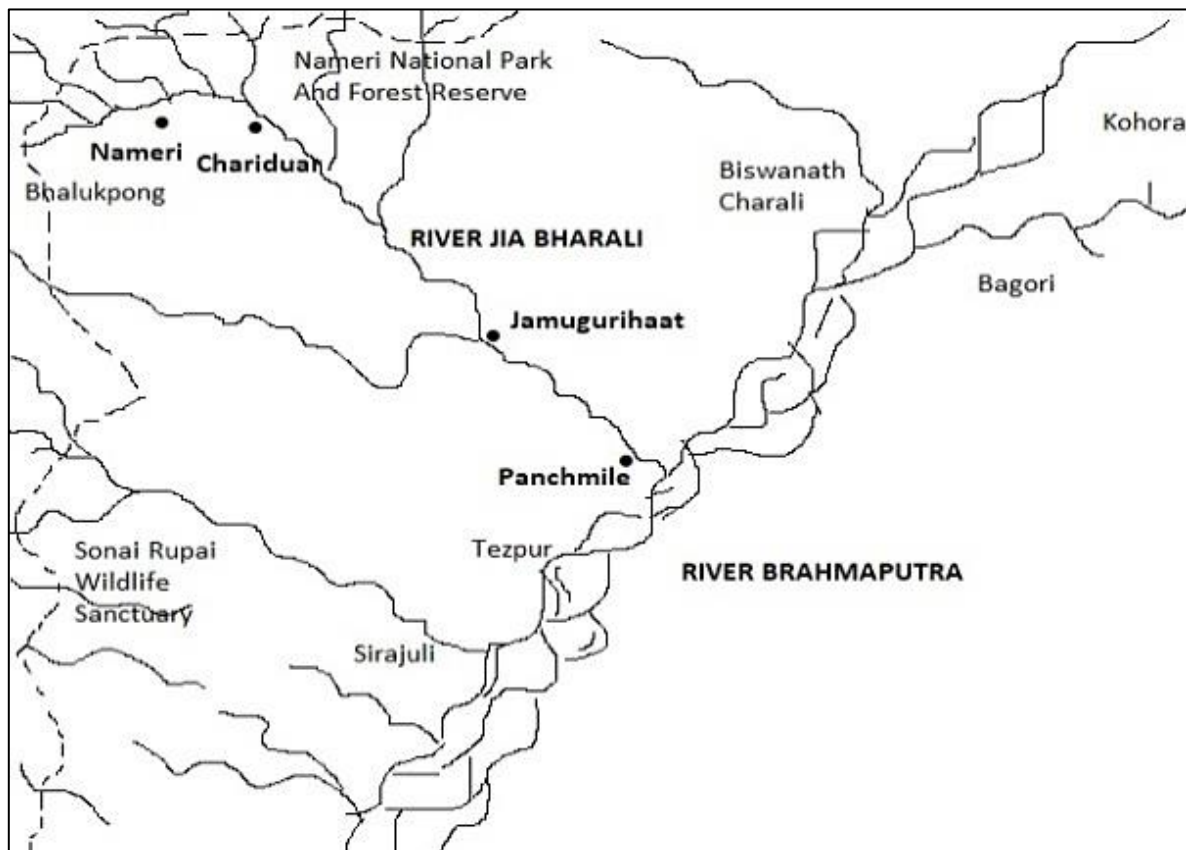 Nameri National Park
And Forest Reserve
Kohora
Nameri
Chariduar
Bhalukpong
Biswanath
Charali
RIVER JIA BHARALI
Bagori
Jamugurihaat
Panchmile
Tezpur
RIVER BRAHMAPUTRA
Sonai Rupai
Wildlife
Sanctuary
Sirajuli